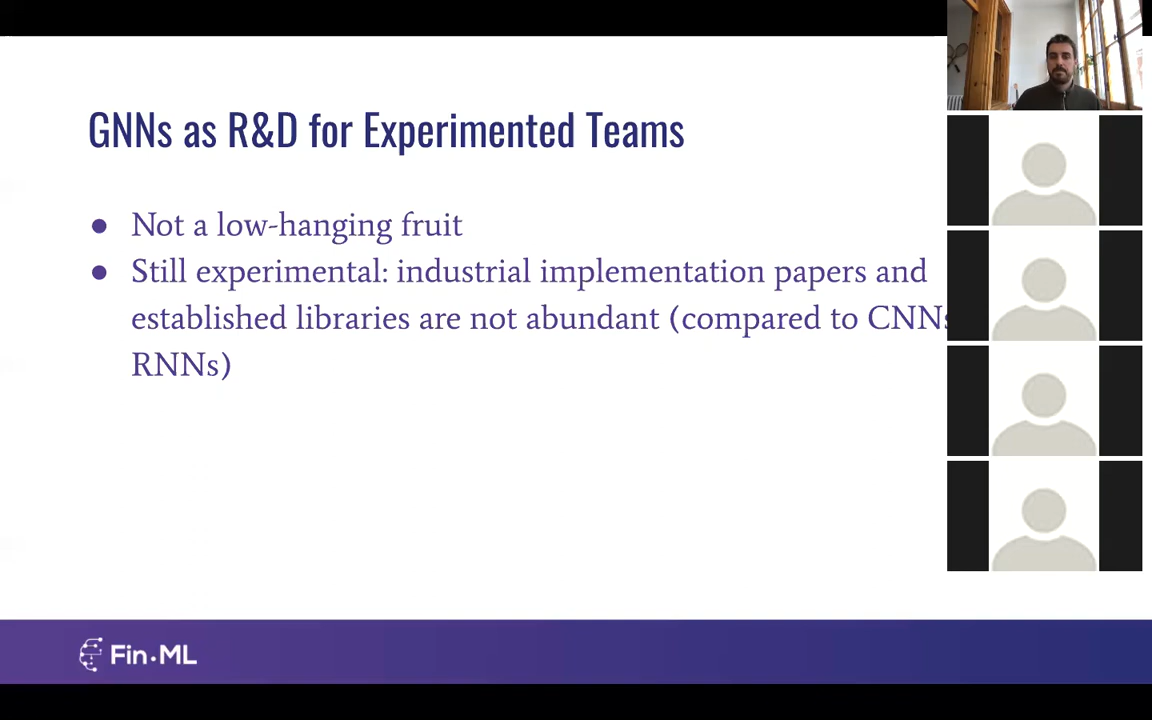 GNNs as R&D for Experimented Teams
● Not a low-hanging fruit
● Still experimental: industrial implementation papers and
established libraries are not abundant (compared to CNNs
RNNs)
Fin·ML